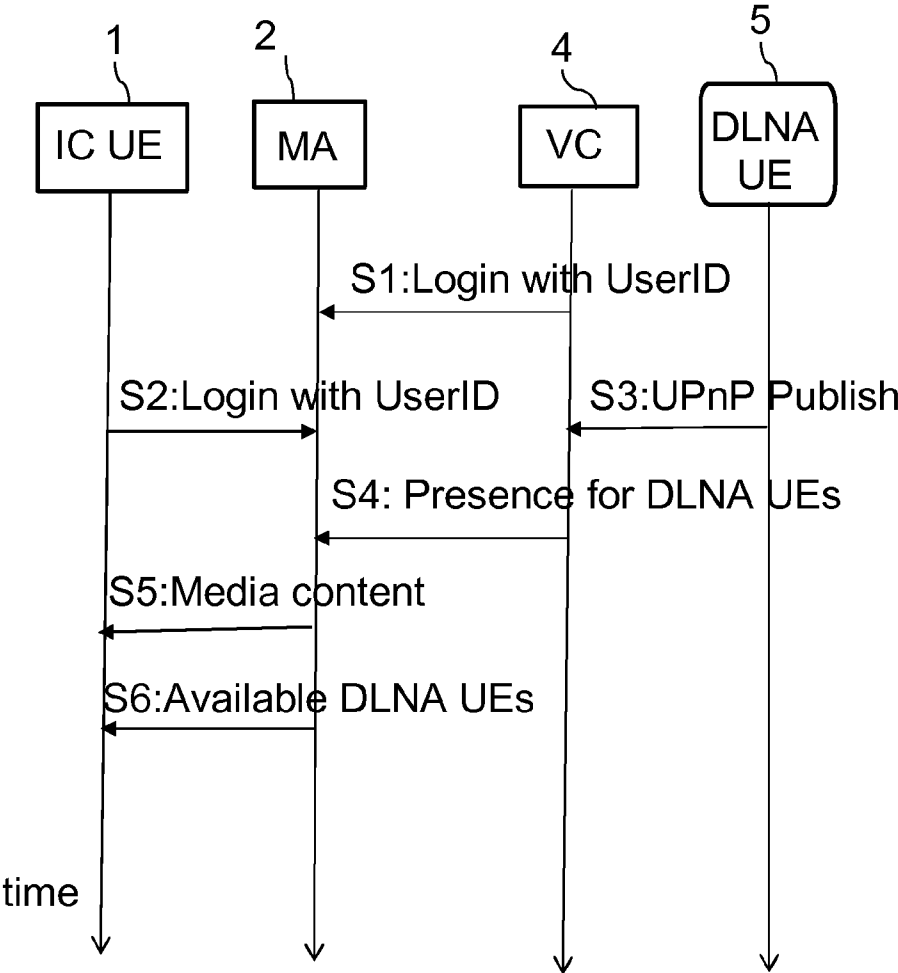 1
2
4
5
IC UE
MA
VC
DLNA
UE
S1:Login with UserID
S2:Login with UserID
S3:UPnP Publish
S4: Presence for DLNA UEs
S5:Media content
S6:Available DLNA UEs
time